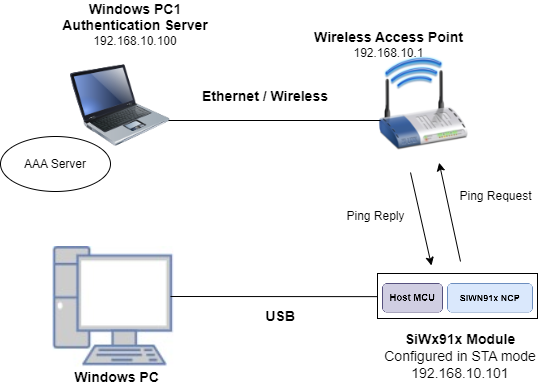 Windows PC1
Authentication Server
192.168.10.100
Wireless Access Point
192.168.10.1
Ethernet / Wireless
AAA Server
Ping Reply
Ping Request
Host MCU
SIWN91x NCP
USB
SiWx91x Module
Configured in STA mode
192.168.10.101
Windows PC